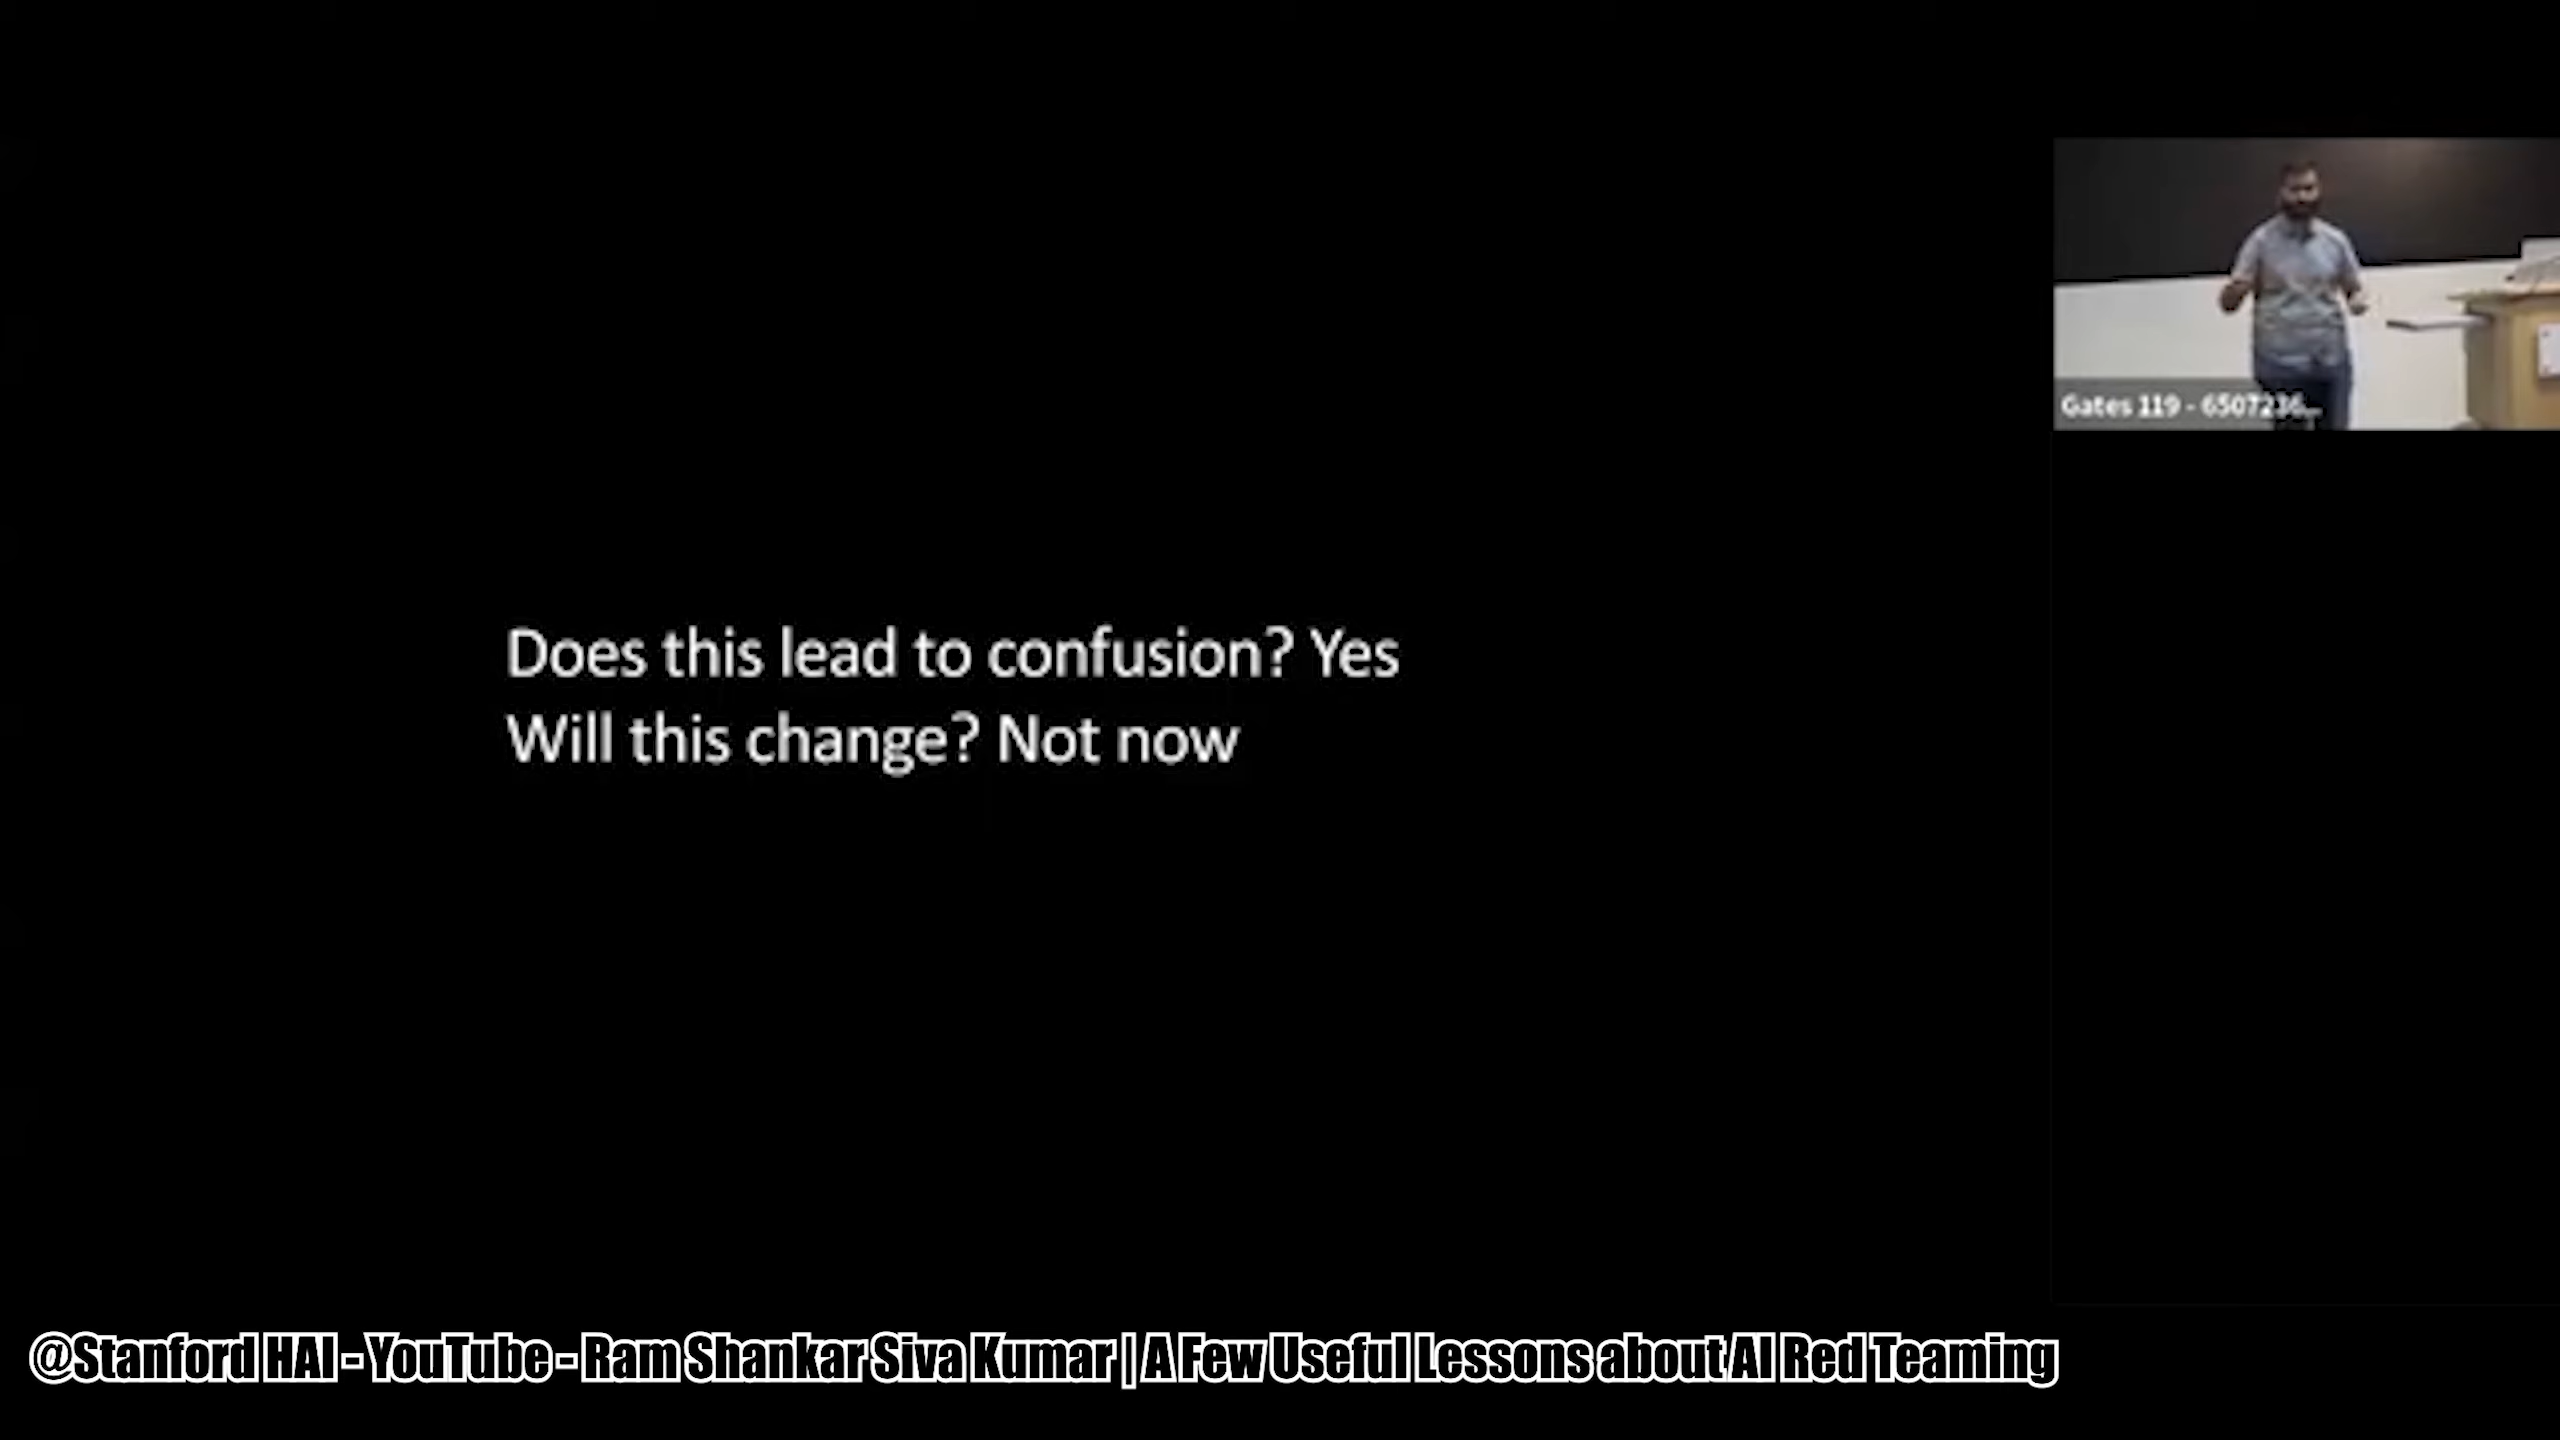 Gates 119 - 6507236...
Does this lead to confusion? Yes
Will this change? Not now
@Stanford HAI - YouTube - Ram Shankar Siva Kumar | A Few Useful Lessons about AI Red Teaming